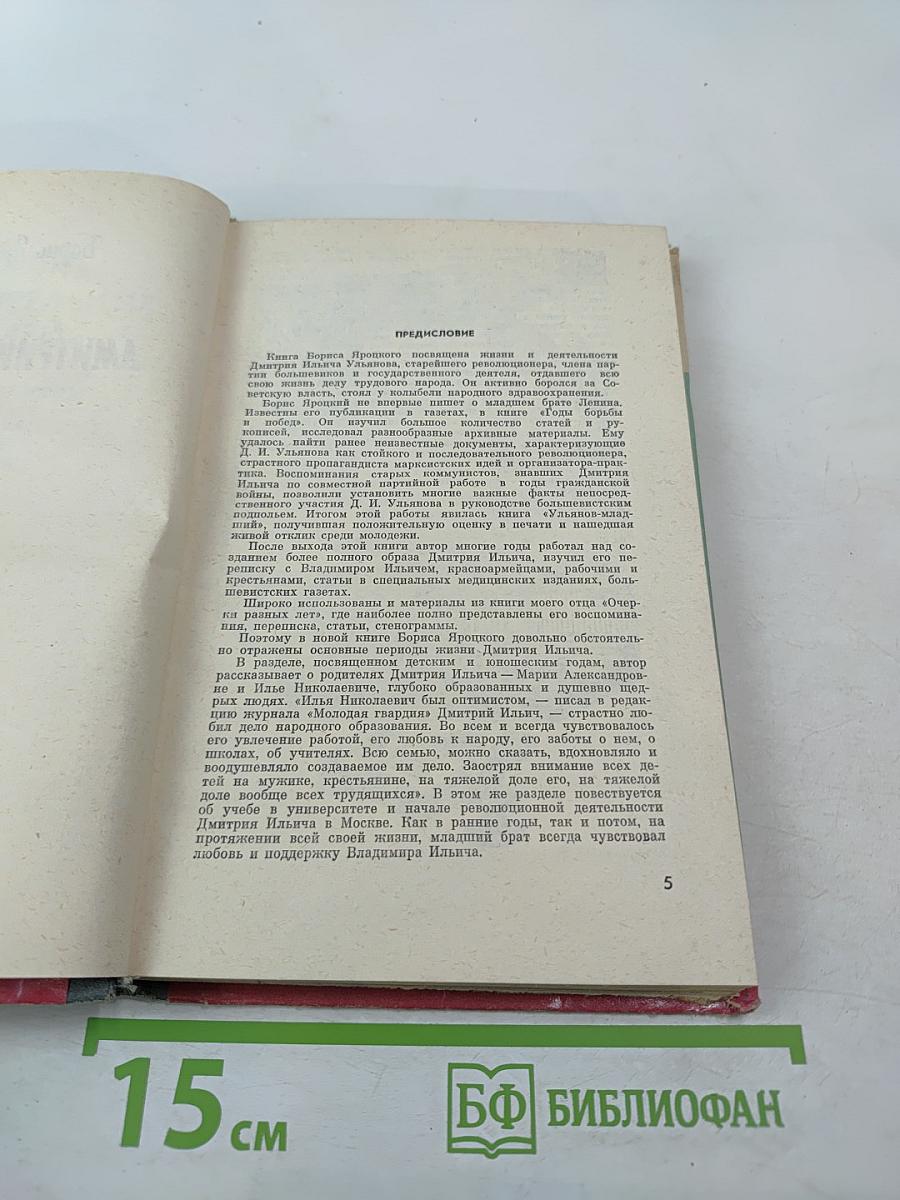 ПРЕДИСЛОВИЕ
Книга Бориса Яроцкого посвящена жизни и деятельности
Дмитрия Ильича Ульянова, старейшего революционера, члена пар-
тии большевиков и государственного деятеля, отдавшего всю
свою жизнь делу трудового народа. Он активно боролся за Со-
ветскую власть, стоял у колыбели народного здравоохранения.
Борис Яроцкий не впервые пишет о младшем брате Ленина.
Известны его публикации в газетах, в книге «Годы борьбы
и побед». Он изучил большое количество статей и ру-
кописей, исследовал разнообразные архивные материалы. Ему
удалось найти ранее неизвестные документы, характеризующие
Д. И. Ульянова как стойкого и последовательного революционера,
страстного пропагандиста марксистских идей и организатора-прак-
тика. Воспоминания старых коммунистов, знавших Дмитрия
Ильича по совместной партийной работе в годы гражданской
войны, позволили установить многие важные факты непосред-
ственного участия Д. И. Ульянова в руководстве большевистским
подпольем. Итогом этой работы явилась книга «Ульянов-млад-
ший», получившая положительную оценку в печати и нашедшая
живой отклик среди молодежи.
После выхода этой книги автор многие годы работал над со-
зданием более полного образа Дмитрия Ильича, изучил его пе-
реписку с Владимиром Ильичем, красноармейцами, рабочими и
крестьянами, статьи в специальных медицинских изданиях, боль-
шевистских газетах.
Широко использованы и материалы из книги моего отца «Очер-
ки разных лет», где наиболее полно представлены его воспомина-
ния, переписка, статьи, стенограммы.
Поэтому в новой книге Бориса Яроцкого довольно обстоятель-
но отражены основные периоды жизни Дмитрия Ильича.
В разделе, посвященном детским и юношеским годам, автор
рассказывает о родителях Дмитрия Ильича — Марии Александров-
не и Илье Николаевиче, глубоко образованных и душевно щед-
рых людях. «Илья Николаевич был оптимистом, — писал в редак-
цию журнала «Молодая гвардия» Дмитрий Ильич, — страстно лю-
бил дело народного образования. Во всем и всегда чувствовалось
его увлечение работой, его любовь к народу, его заботы о нем, о
школах, об учителях. Всю семью, можно сказать, вдохновляло и
воодушевляло создаваемое им дело. Заострял внимание всех де-
тей на мужике, крестьянине, на тяжелой доле его, на тяжелой
доле вообще всех трудящихся». В этом же разделе повествуется
об учебе в университете и начале революционной деятельности
Дмитрия Ильича в Москве. Как в ранние годы, так и потом, на
протяжении всей своей жизни, младший брат всегда чувствовал
любовь и поддержку Владимира Ильича.
5
15 см
БФ БИБЛИОФАН